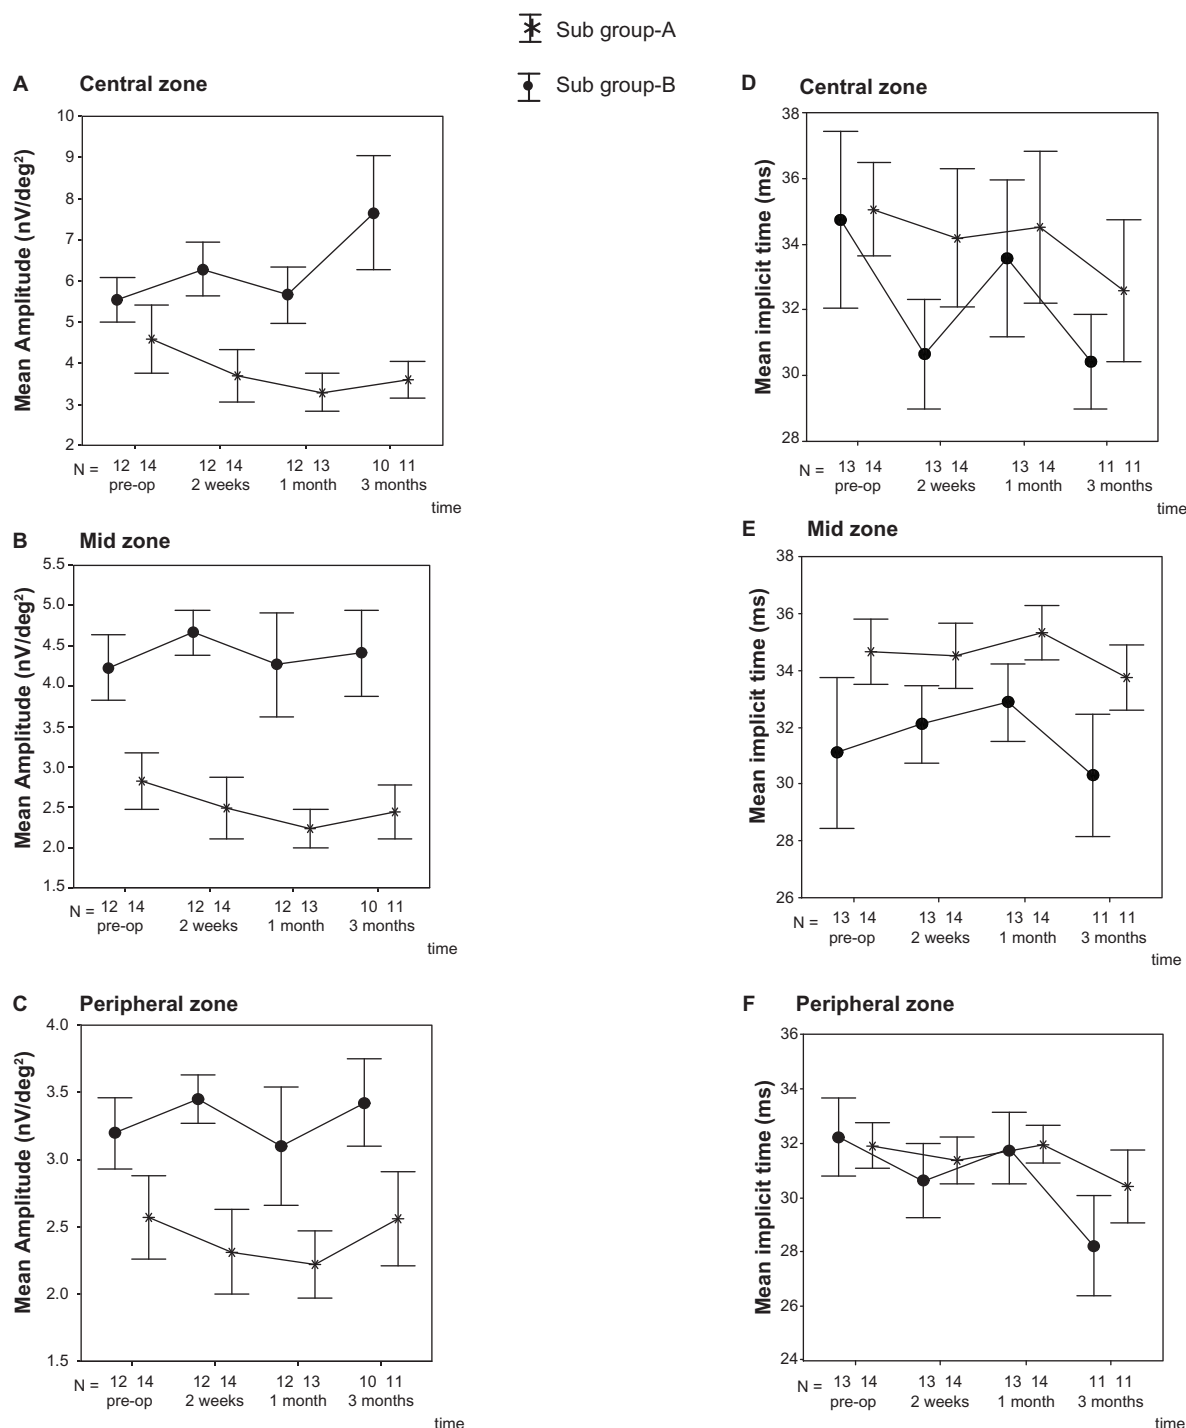 Sub group-A
Sub group-B
A Central zone
Mean Amplitude (nV/deg²)
10
9
8
7
6
5
4
3
2
N = 12 14 12 14 12 13 10 11
pre-op 2 weeks 1 month 3 months
time
B Mid zone
Mean Amplitude (nV/deg²)
5.5
5.0
4.5
4.0
3.5
3.0
2.5
2.0
1.5
N = 12 14 12 14 12 13 10 11
pre-op 2 weeks 1 month 3 months
time
C Peripheral zone
Mean Amplitude (nV/deg²)
4.0
3.5
3.0
2.5
2.0
1.5
N = 12 14 12 14 12 13 10 11
pre-op 2 weeks 1 month 3 months
time
D Central zone
Mean implicit time (ms)
38
36
34
32
30
28
N = 13 14 13 14 13 14 11 11
pre-op 2 weeks 1 month 3 months
time
E Mid zone
Mean implicit time (ms)
38
36
34
32
30
28
26
N = 13 14 13 14 13 14 11 11
pre-op 2 weeks 1 month 3 months
time
F Peripheral zone
Mean implicit time (ms)
36
34
32
30
28
26
24
N = 13 14 13 14 13 14 11 11
pre-op 2 weeks 1 month 3 months
time